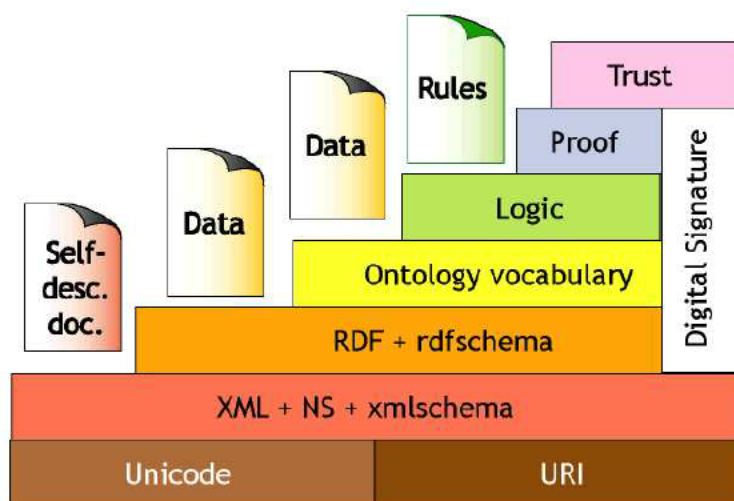 Rules
Trust
Data
Proof
Data
Logic
Self-
desc.
doc.
Ontology vocabulary
Digital Signature
RDF + rdfschema
XML + NS + xmlschema
Unicode
URI